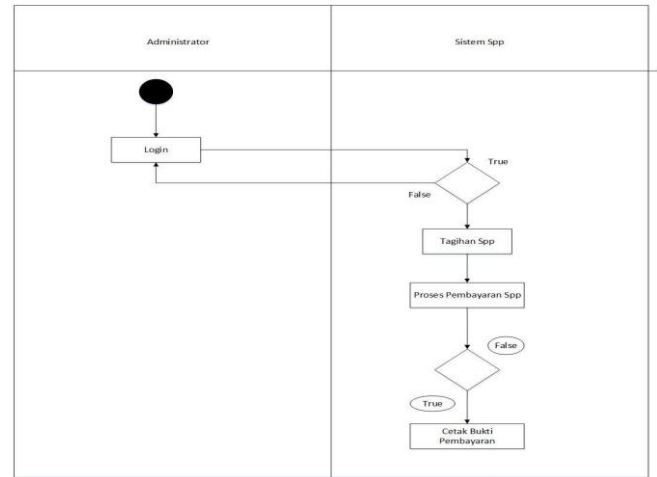 Administrator
Sistem Spp
Login
True
False
Tagihan Spp
Proses Pembayaran Spp
False
True
Cetak Bukti
Pembayaran